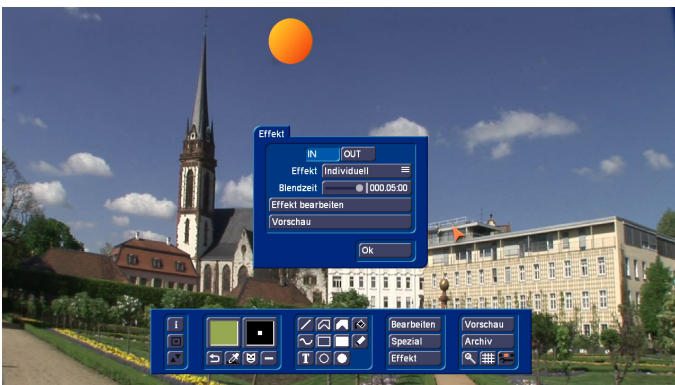 Effekt
IN OUT
Effekt Individuell
Blendzeit 000.05:00
Effekt bearbeiten
Vorschau
Ok
i Bearbeiten Vorschau
Spezial Archiv
T Effekt